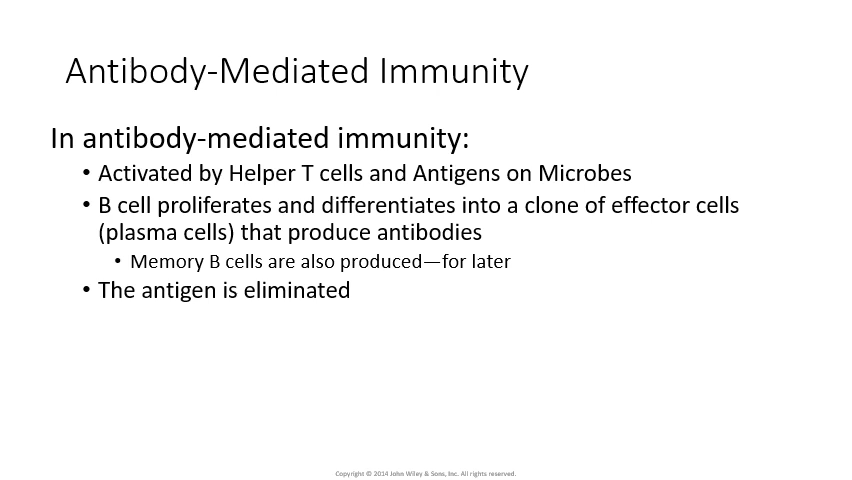 Antibody-Mediated Immunity
In antibody-mediated immunity:
• Activated by Helper T cells and Antigens on Microbes
• B cell proliferates and differentiates into a clone of effector cells
(plasma cells) that produce antibodies
• Memory B cells are also produced—for later
• The antigen is eliminated
Copyright © 2014 John Wiley & Sons, Inc. All rights reserved.